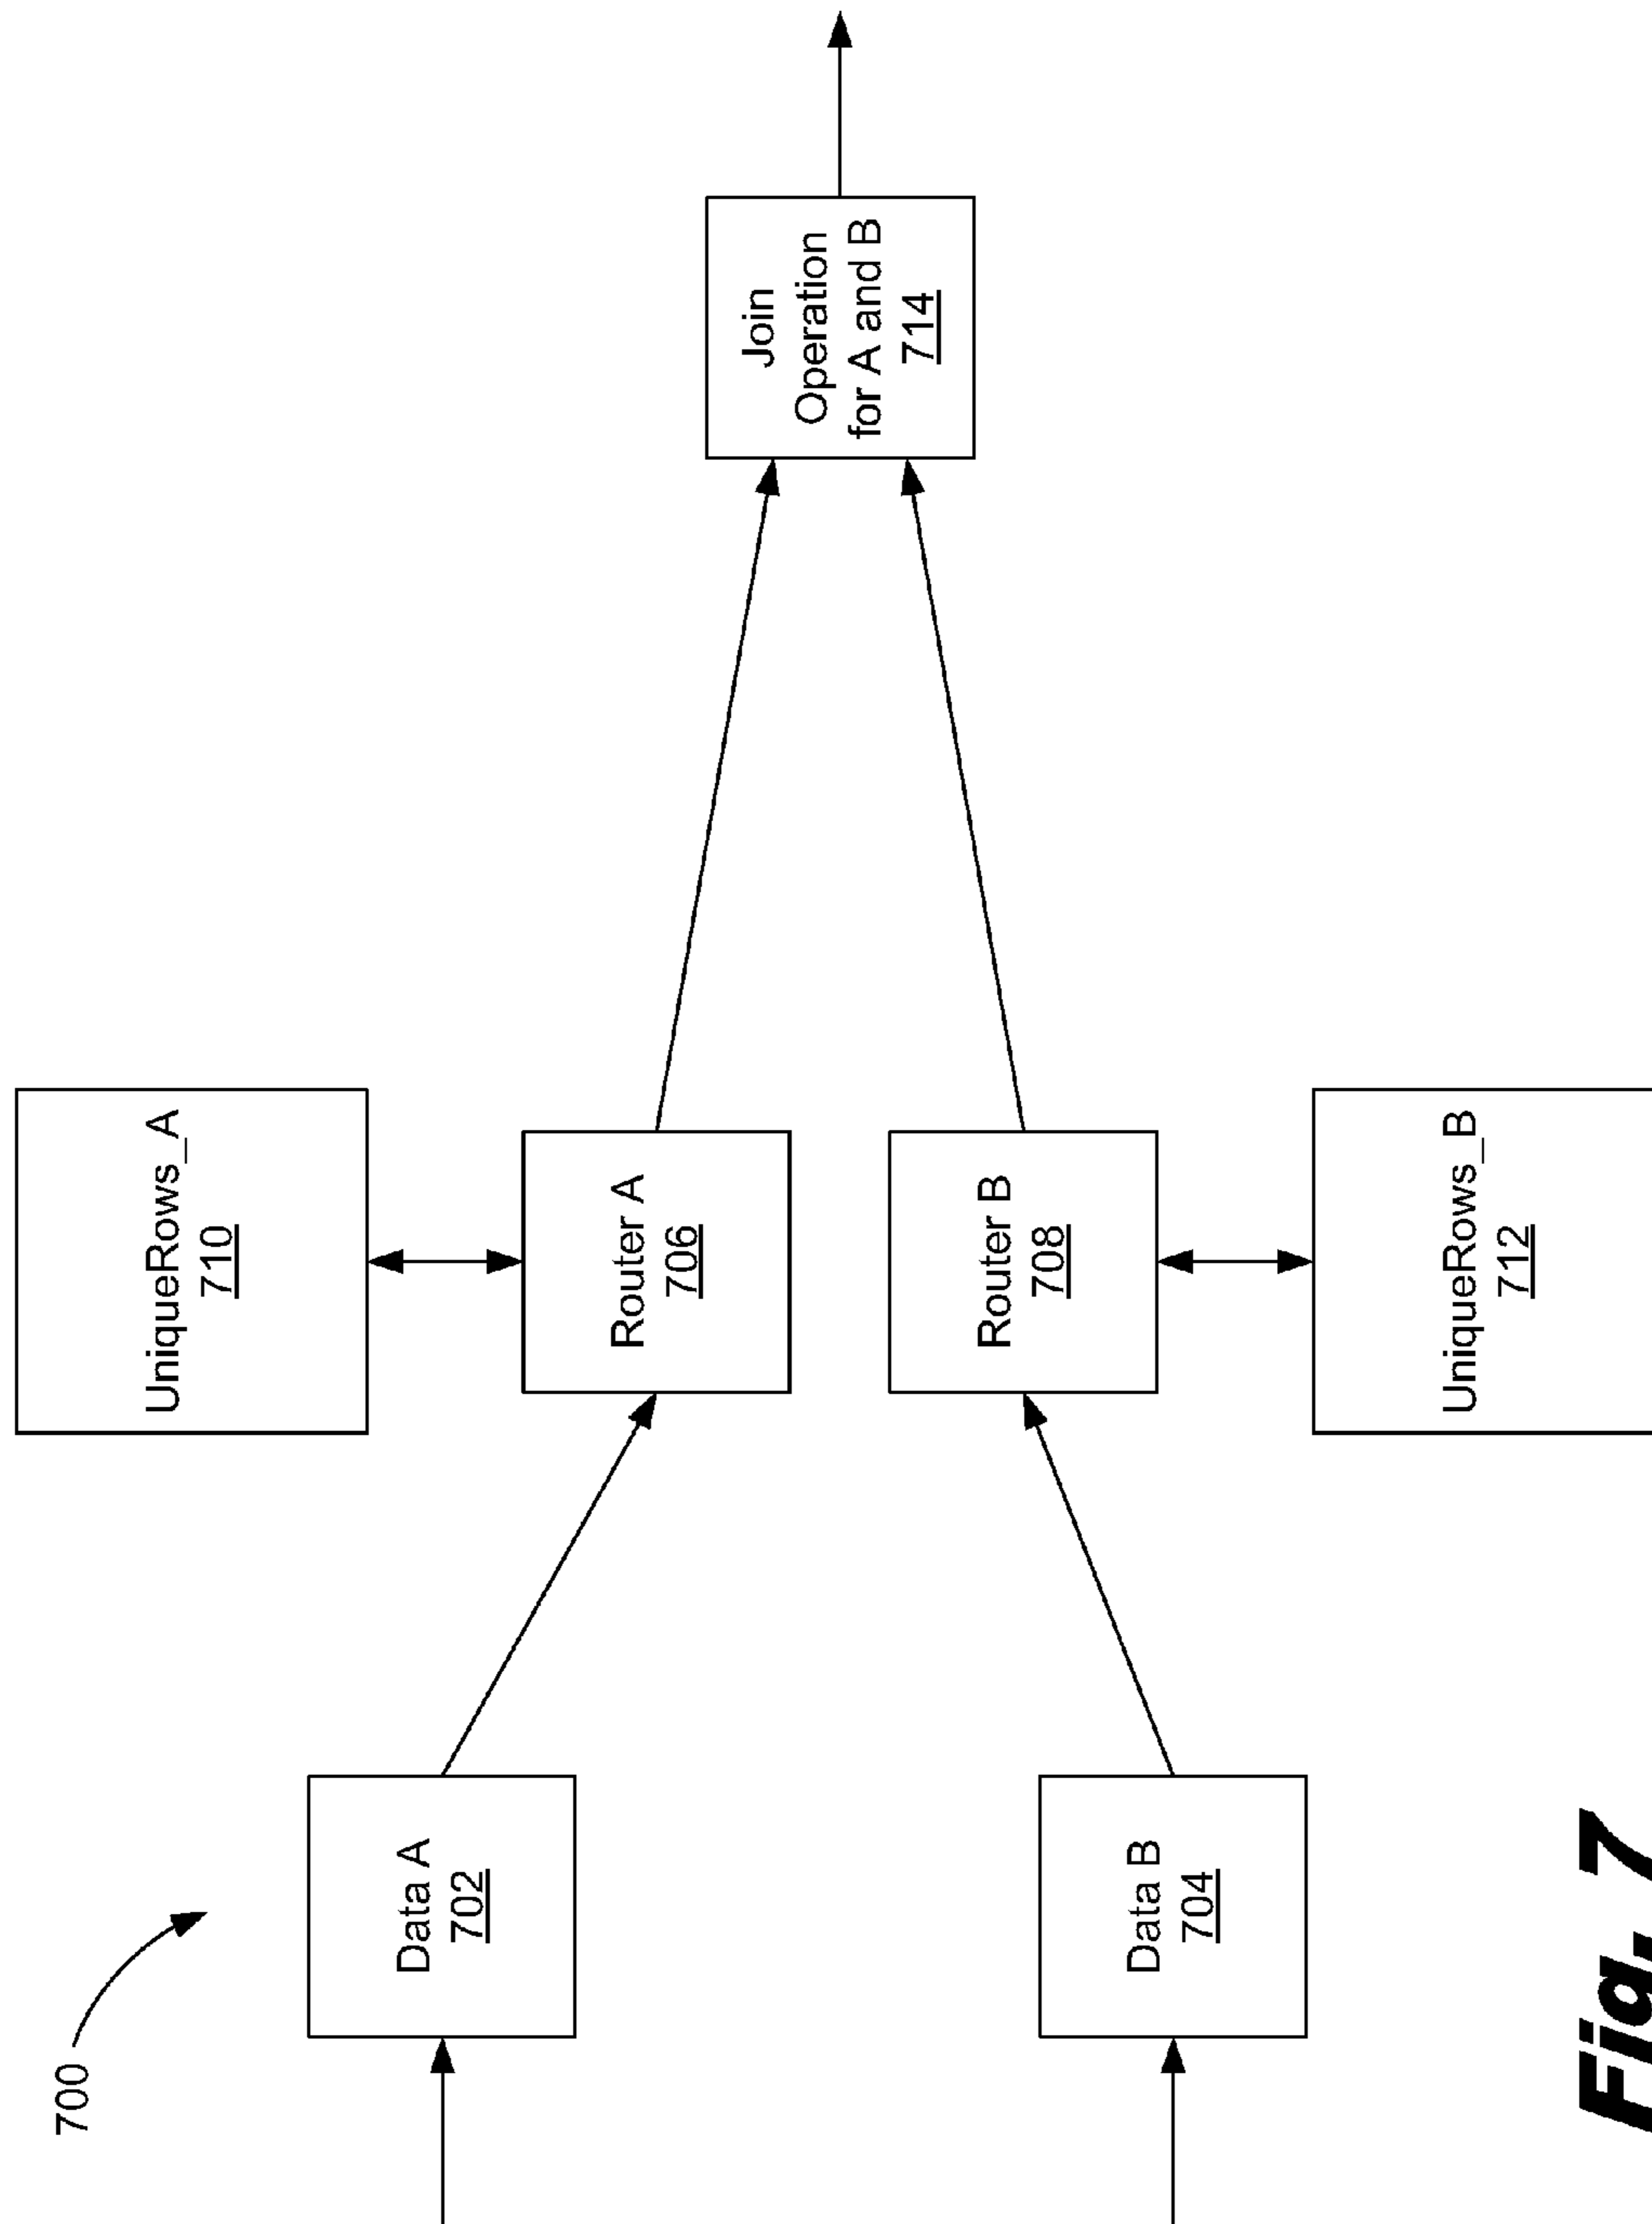 700
Data A
702
Data B
704
UniqueRows_A
710
Router A
706
Router B
708
UniqueRows_B
712
Join
Operation
for A and B
714
Fig. 7